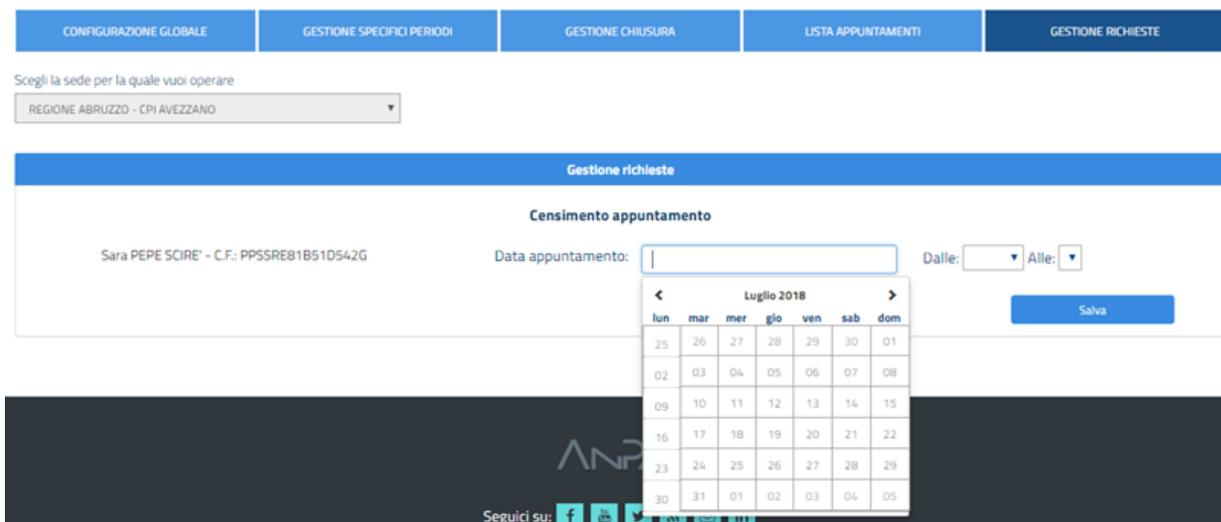 CONFIGURAZIONE GLOBALE GESTIONE SPECIFICI PERIODI GESTIONE CHIUSURA LISTA APPUNTAMENTI GESTIONE RICHIESTE
Scegli la sede per la quale vuoi operare
REGIONE ABRUZZO - CPI AVEZZANO
Gestione richieste
Censimento appuntamento
Sara PEPE SCIRE' - C.F.: PPSSRE81B51D542G Data appuntamento: Dalle: Alle:
Luglio 2018
Salva
lun mar mer gio ven sab dom
25 26 27 28 29 30 01
02 03 04 05 06 07 08
09 10 11 12 13 14 15
16 17 18 19 20 21 22
23 24 25 26 27 28 29
30 31 01 02 03 04 05
Seguici su: